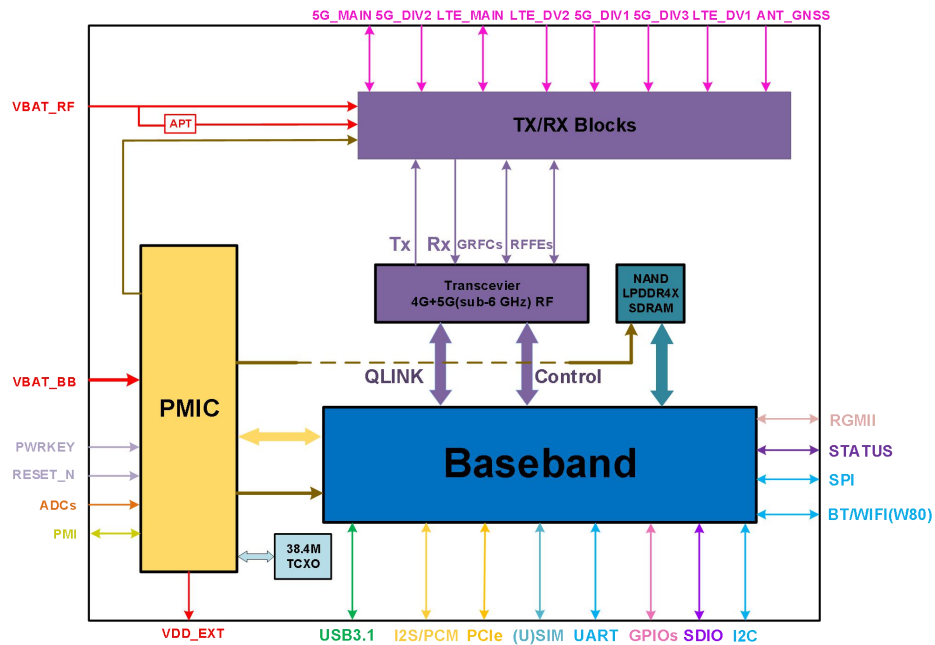 5G_MAIN 5G_DIV2 LTE_MAIN LTE_DV2 5G_DIV1 5G_DIV3 LTE_DV1 ANT_GNSS
VBAT_RF
APT
TX/RX Blocks
Tx Rx GRFCs RFFEs
Transcevier
4G+5G(sub-6 GHz) RF
NAND
LPDDR4X
SDRAM
QLINK Control
VBAT_BB
PMIC
PWRKEY
RESET_N
ADCs
PMI
Baseband
RGMII
STATUS
SPI
BT/WIFI(W80)
38.4M
TCXO
VDD_EXT
USB3.1 I2S/PCM PCIe (U)SIM UART GPIOs SDIO I2C